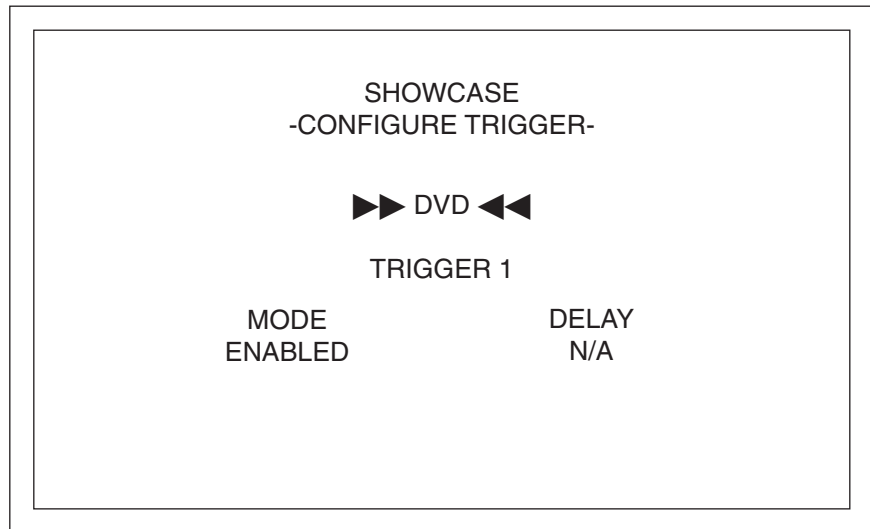 SHOWCASE
-CONFIGURE TRIGGER-
▶▶ DVD ◀◀
TRIGGER 1
MODE DELAY
ENABLED N/A